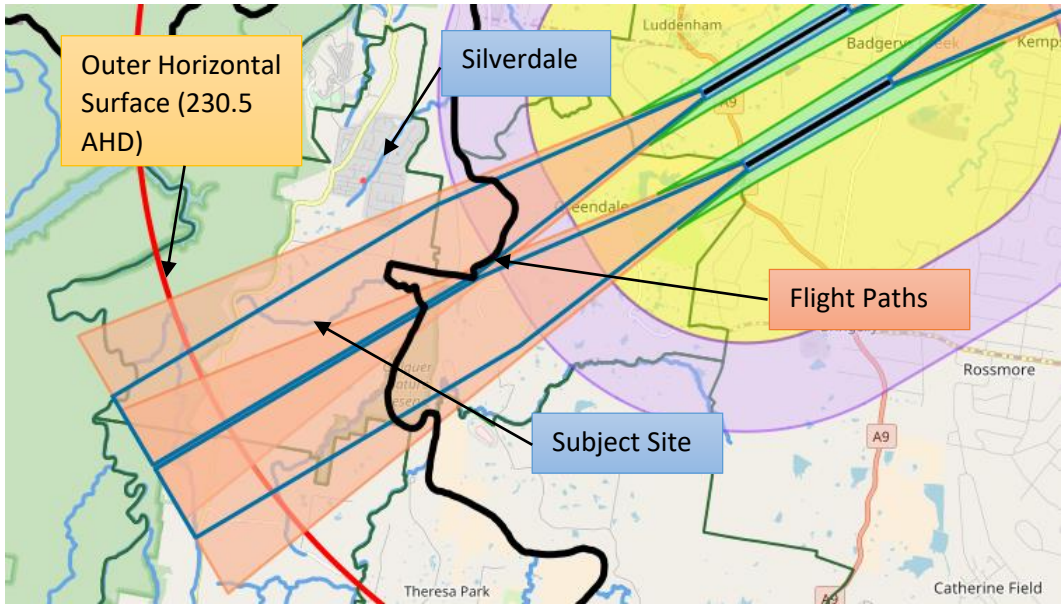 Luddenham
Outer Horizontal
Surface (230.5
AHD)
Silverdale
Badgerys Creek
Kemps
A9
Greendale
Flight Paths
Rossmore
Subject Site
A9
A9
Theresa Park
Catherine Field